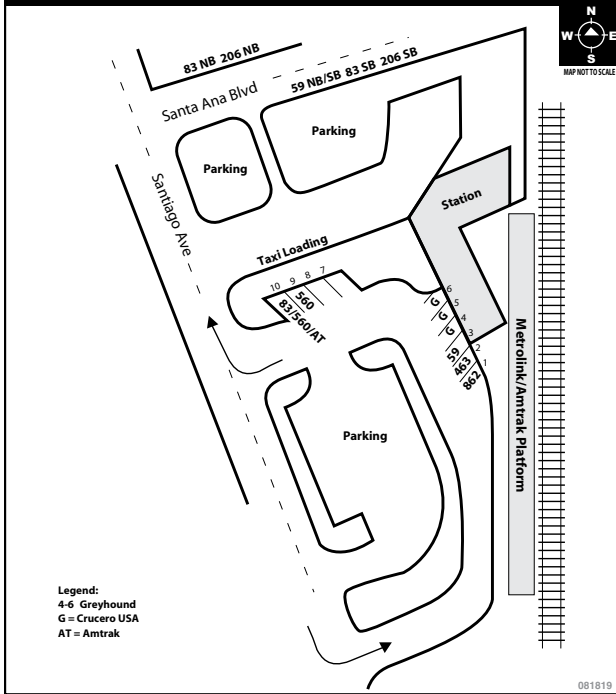 N
W E
S
MAP NOT TO SCALE
83 NB 206 NB
Santa Ana Blvd
59 NB/SB 83 SB 206 SB
Parking
Parking
Station
Santiago Ave
Taxi Loading
10 9 8 7
560
83/560/AT
6
G 5
G 4
G 3
59 2
463 1
862
Metrolink/Amtrak Platform
Parking
Legend:
4-6 Greyhound
G = Crucero USA
AT = Amtrak
081819